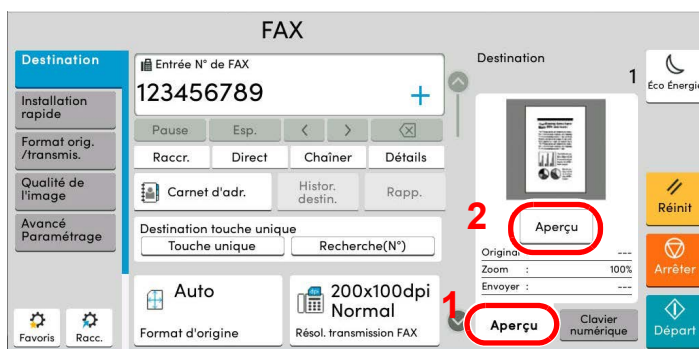 FAX
Destination
Installation
rapide
Format orig.
/transmis.
Qualité de
l'image
Avancé
Paramétrage
Favoris
Racc.
Entrée N° de FAX
123456789
+
Pause
Esp.
<
>
Raccr.
Direct
Chaîner
Détails
Carnet d'adr.
Histor.
destin.
Rapp.
Destination touche unique
Touche unique
Recherche(N°)
Auto
Format d'origine
200x100dpi
Normal
Résol. transmission FAX
Destination
1
2
Aperçu
Original ---
Zoom : 100%
Envoyer : ---
1
Aperçu
Clavier
numérique
Éco Énergie
Réinit
Arrêter
Départ